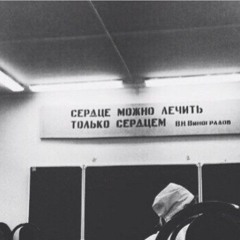 СЕРДЦЕ МОЖНО ЛЕЧИТЬ
ТОЛЬКО СЕРДЦЕМ В.Н. ВИНОГРАДОВ